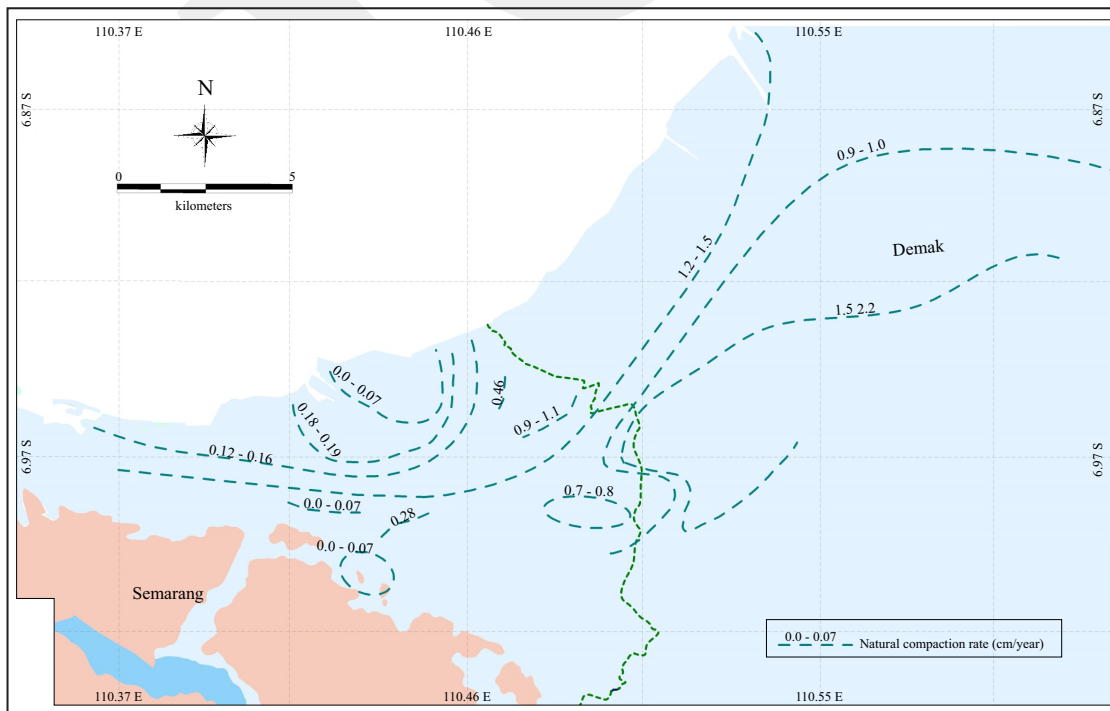 110.37 E
110.46 E
110.55 E
N
6.87 S
6.87 S
0
5
kilometers
0.9 - 1.0
1.2 - 1.5
Demak
1.5 2.2
0.0 - 0.07
0.46
0.18 - 0.19
0.9 - 1.1
0.12 - 0.16
6.97 S
6.97 S
0.7 - 0.8
0.0 - 0.07
0.28
0.0 - 0.07
Semarang
0.0 - 0.07
Natural compaction rate (cm/year)
110.37 E
110.46 E
110.55 E